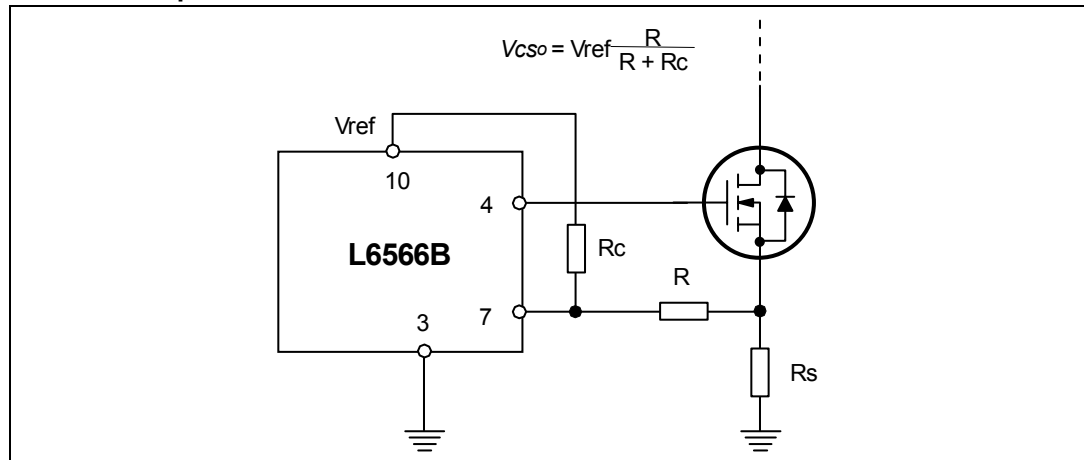 Vcso = Vref R / R + Rc
Vref
10
4
L6566B
Rc
R
7
3
Rs